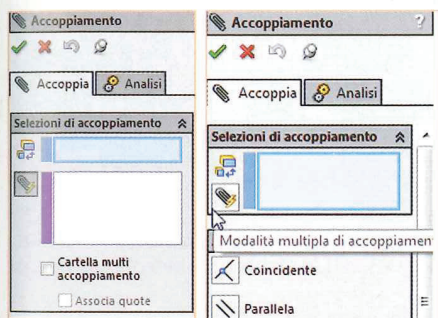 Accoppiamento
Accoppia Analisi
Selezioni di accoppiamento
Cartella multi
accoppiamento
Associa quote
Accoppiamento ?
Accoppia Analisi
Selezioni di accoppiamento
Modalità multipla di accoppiamen
Coincidente
Parallela